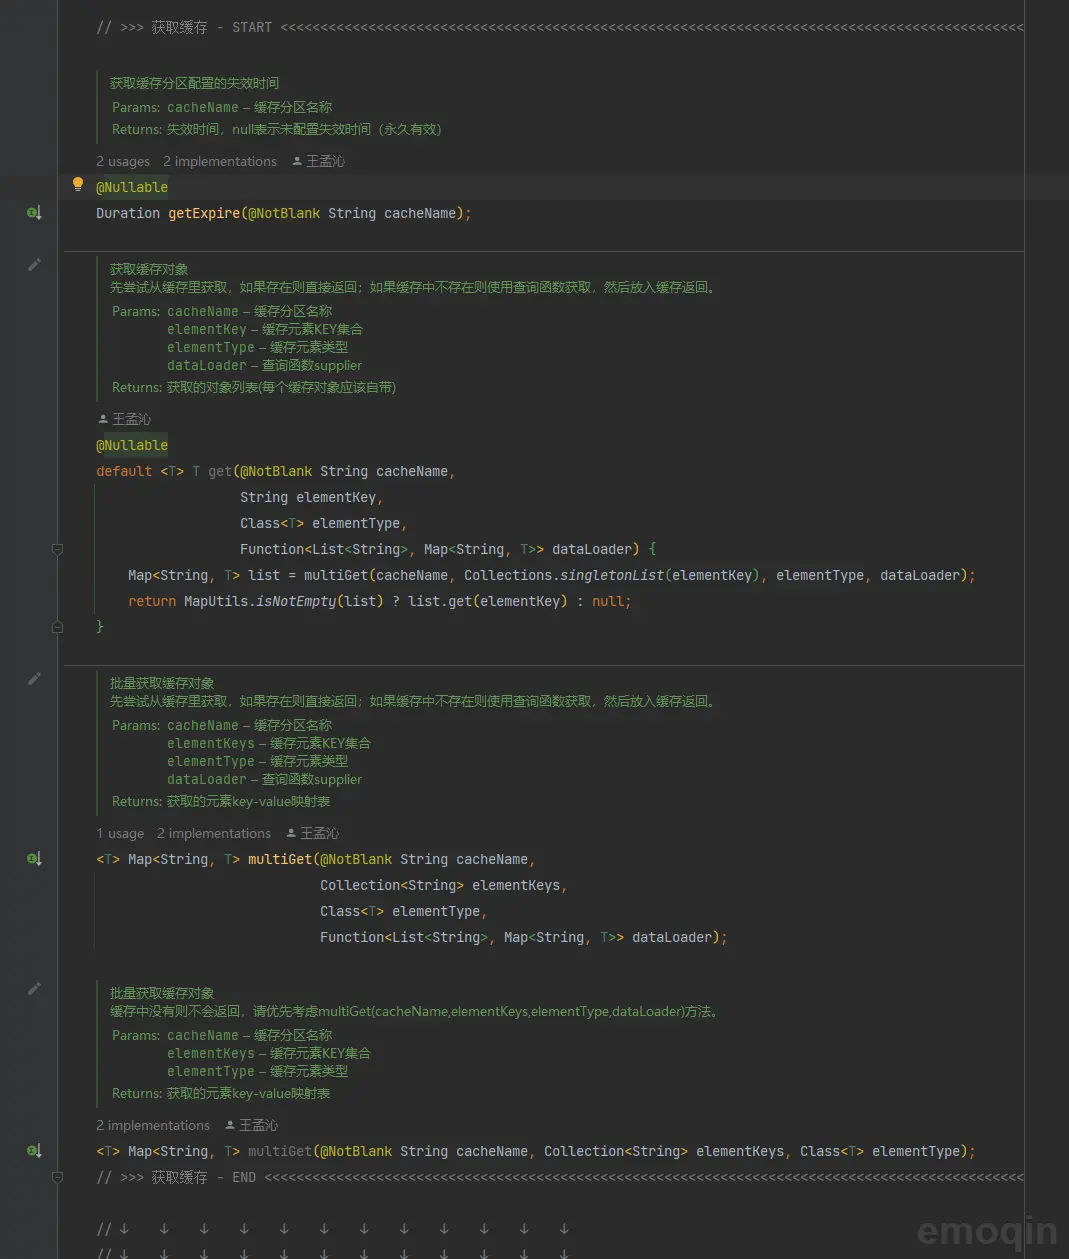 // >>> 获取缓存 - START <<<<<<<<<<<<<<<<<<<<<<<<<<<<<<<<<<<<<<<<<<<<<<<<<<<<<<<<<<<<<<<<<<<<<<<<<<<<<<<<<<<<<<<<<<<<<
获取缓存分区配置的失效时间
Params: cacheName – 缓存分区名称
Returns: 失效时间，null表示未配置失效时间（永久有效）
2 usages 2 implementations 王孟沁
@Nullable
Duration getExpire(@NotBlank String cacheName);
获取缓存对象
先尝试从缓存里获取，如果存在则直接返回；如果缓存中不存在则使用查询函数获取，然后放入缓存返回。
Params: cacheName – 缓存分区名称
elementKey – 缓存元素KEY集合
elementType – 缓存元素类型
dataLoader – 查询函数supplier
Returns: 获取的对象列表(每个缓存对象应该自带)
王孟沁
@Nullable
default <T> T get(@NotBlank String cacheName,
String elementKey,
Class<T> elementType,
Function<List<String>, Map<String, T>> dataLoader) {
Map<String, T> list = multiGet(cacheName, Collections.singletonList(elementKey), elementType, dataLoader);
return MapUtils.isNotEmpty(list) ? list.get(elementKey) : null;
}
批量获取缓存对象
先尝试从缓存里获取，如果存在则直接返回；如果缓存中不存在则使用查询函数获取，然后放入缓存返回。
Params: cacheName – 缓存分区名称
elementKeys – 缓存元素KEY集合
elementType – 缓存元素类型
dataLoader – 查询函数supplier
Returns: 获取的元素key-value映射表
1 usage 2 implementations 王孟沁
<T> Map<String, T> multiGet(@NotBlank String cacheName,
Collection<String> elementKeys,
Class<T> elementType,
Function<List<String>, Map<String, T>> dataLoader);
批量获取缓存对象
缓存中没有则不会返回，请优先考虑multiGet(cacheName,elementKeys,elementType,dataLoader)方法。
Params: cacheName – 缓存分区名称
elementKeys – 缓存元素KEY集合
elementType – 缓存元素类型
Returns: 获取的元素key-value映射表
2 implementations 王孟沁
<T> Map<String, T> multiGet(@NotBlank String cacheName, Collection<String> elementKeys, Class<T> elementType);
// >>> 获取缓存 - END <<<<<<<<<<<<<<<<<<<<<<<<<<<<<<<<<<<<<<<<<<<<<<<<<<<<<<<<<<<<<<<<<<<<<<<<<<<<<<<<<<<<<<<<<<<<<<<
// ↓ ↓ ↓ ↓ ↓ ↓ ↓ ↓ ↓ ↓ ↓ ↓
// ↓ ↓ ↓ ↓ ↓ ↓ ↓ ↓ ↓ ↓ ↓ ↓
emoqin